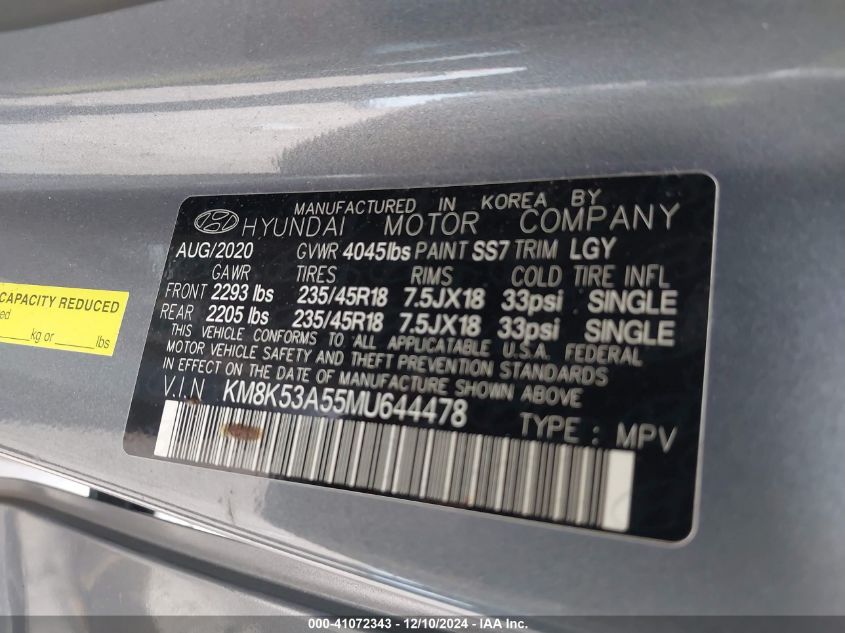 MANUFACTURED IN KOREA BY
HYUNDAI MOTOR COMPANY
AUG/2020 GVWR 4045lbs PAINT SS7 TRIM LGY
GAWR TIRES RIMS COLD TIRE INFL
FRONT 2293 lbs 235/45R18 7.5JX18 33psi SINGLE
REAR 2205 lbs 235/45R18 7.5JX18 33psi SINGLE
THIS VEHICLE CONFORMS TO ALL APPLICATABLE U.S.A. FEDERAL
MOTOR VEHICLE SAFETY AND THEFT PREVENTION STANDARDS
IN EFFECT ON THE DATE OF MANUFACTURE SHOWN ABOVE
V.I.N KM8K53A55MU644478
TYPE : MPV
CAPACITY REDUCED
kg or ____ lbs
FOR - 41072343 - 12/10/2024 - IAA Inc.